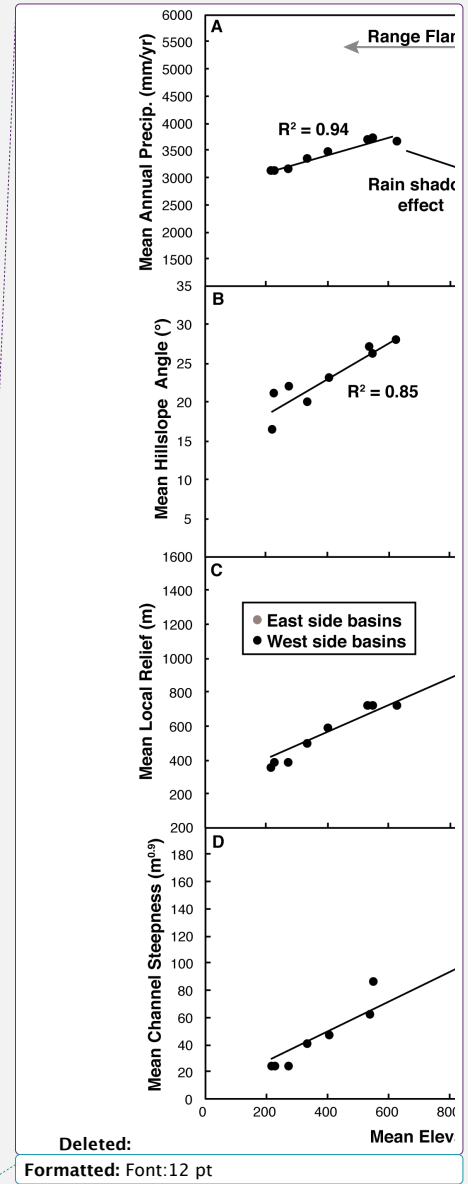 A
Range Flan
Mean Annual Precip. (mm/yr)
6000
5500
5000
4500
4000
3500
3000
2500
2000
1500
R² = 0.94
Rain shado
effect
B
Mean Hillslope Angle (°)
35
30
25
20
15
10
5
R² = 0.85
C
Mean Local Relief (m)
1600
1400
1200
1000
800
600
400
200
East side basins
West side basins
D
Mean Channel Steepness (m⁰·⁹)
200
180
160
140
120
100
80
60
40
20
0
0 200 400 600 800
Mean Elev
Deleted:
Formatted: Font:12 pt